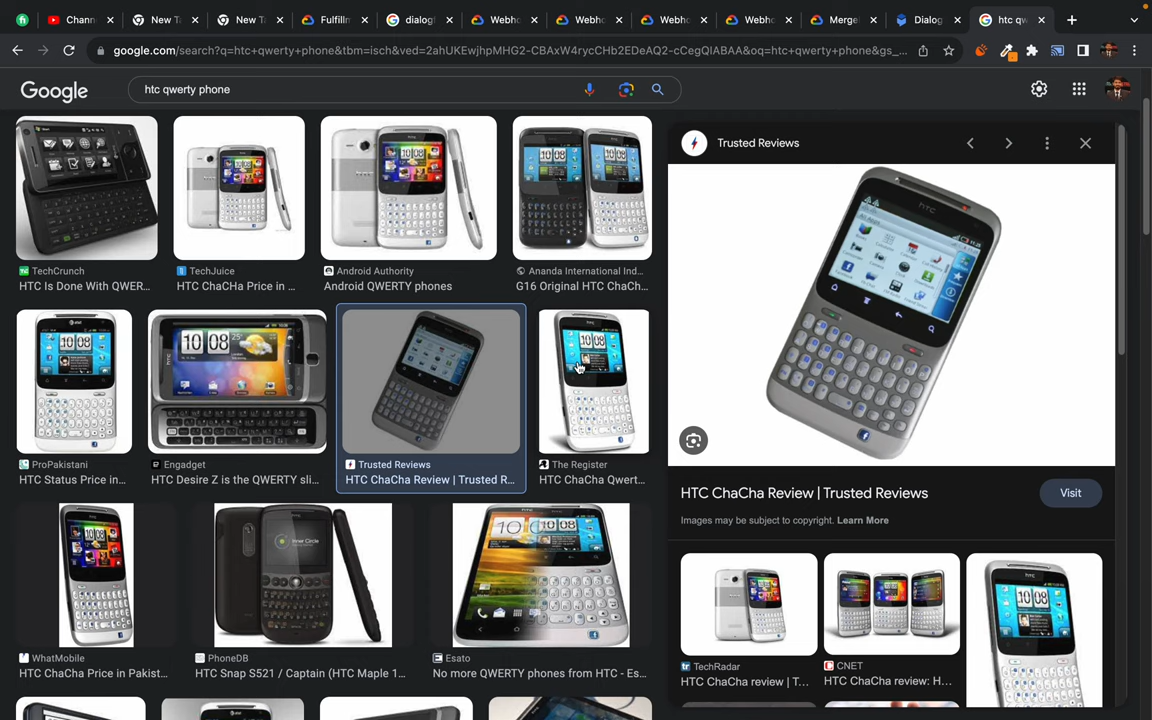 Chann
New T
New T
Fulfillm
dialogf
Webho
Webho
Webho
Webho
Merge
Dialog
htc qw
google.com/search?q=htc+qwerty+phone&tbm=isch&ved=2ahUKEwjhpMHG2-CBAxW4rycCHb2EDeAQ2-cCegQIABAA&oq=htc+qwerty+phone&gs_...
Google
htc qwerty phone
Trusted Reviews
TechCrunch
HTC Is Done With QWER...
TechJuice
HTC ChaCHa Price in ...
Android Authority
Android QWERTY phones
Ananda International Ind...
G16 Original HTC ChaCh...
ProPakistani
HTC Status Price in...
Engadget
HTC Desire Z is the QWERTY sli...
Trusted Reviews
HTC ChaCha Review | Trusted R...
The Register
HTC ChaCha Qwert...
HTC ChaCha Review | Trusted Reviews
Visit
Images may be subject to copyright. Learn More
WhatMobile
HTC ChaCha Price in Pakist...
PhoneDB
HTC Snap S521 / Captain (HTC Maple 1...
Esato
No more QWERTY phones from HTC - Es...
TechRadar
HTC ChaCha review | T...
CNET
HTC ChaCha review: H...